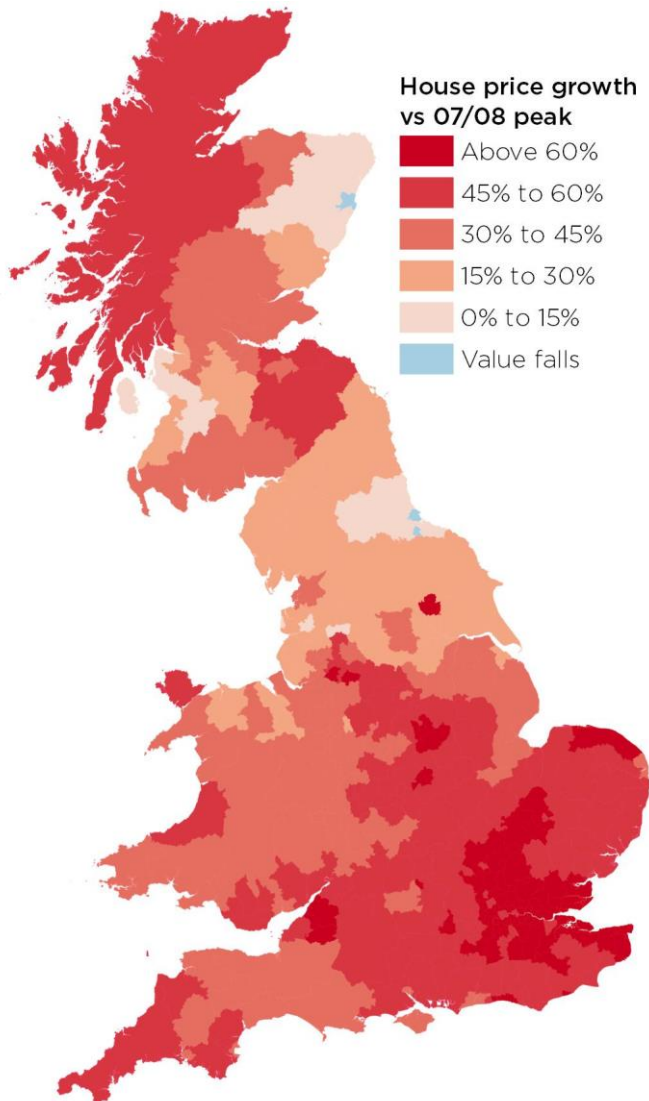 House price growth
vs 07/08 peak
Above 60%
45% to 60%
30% to 45%
15% to 30%
0% to 15%
Value falls